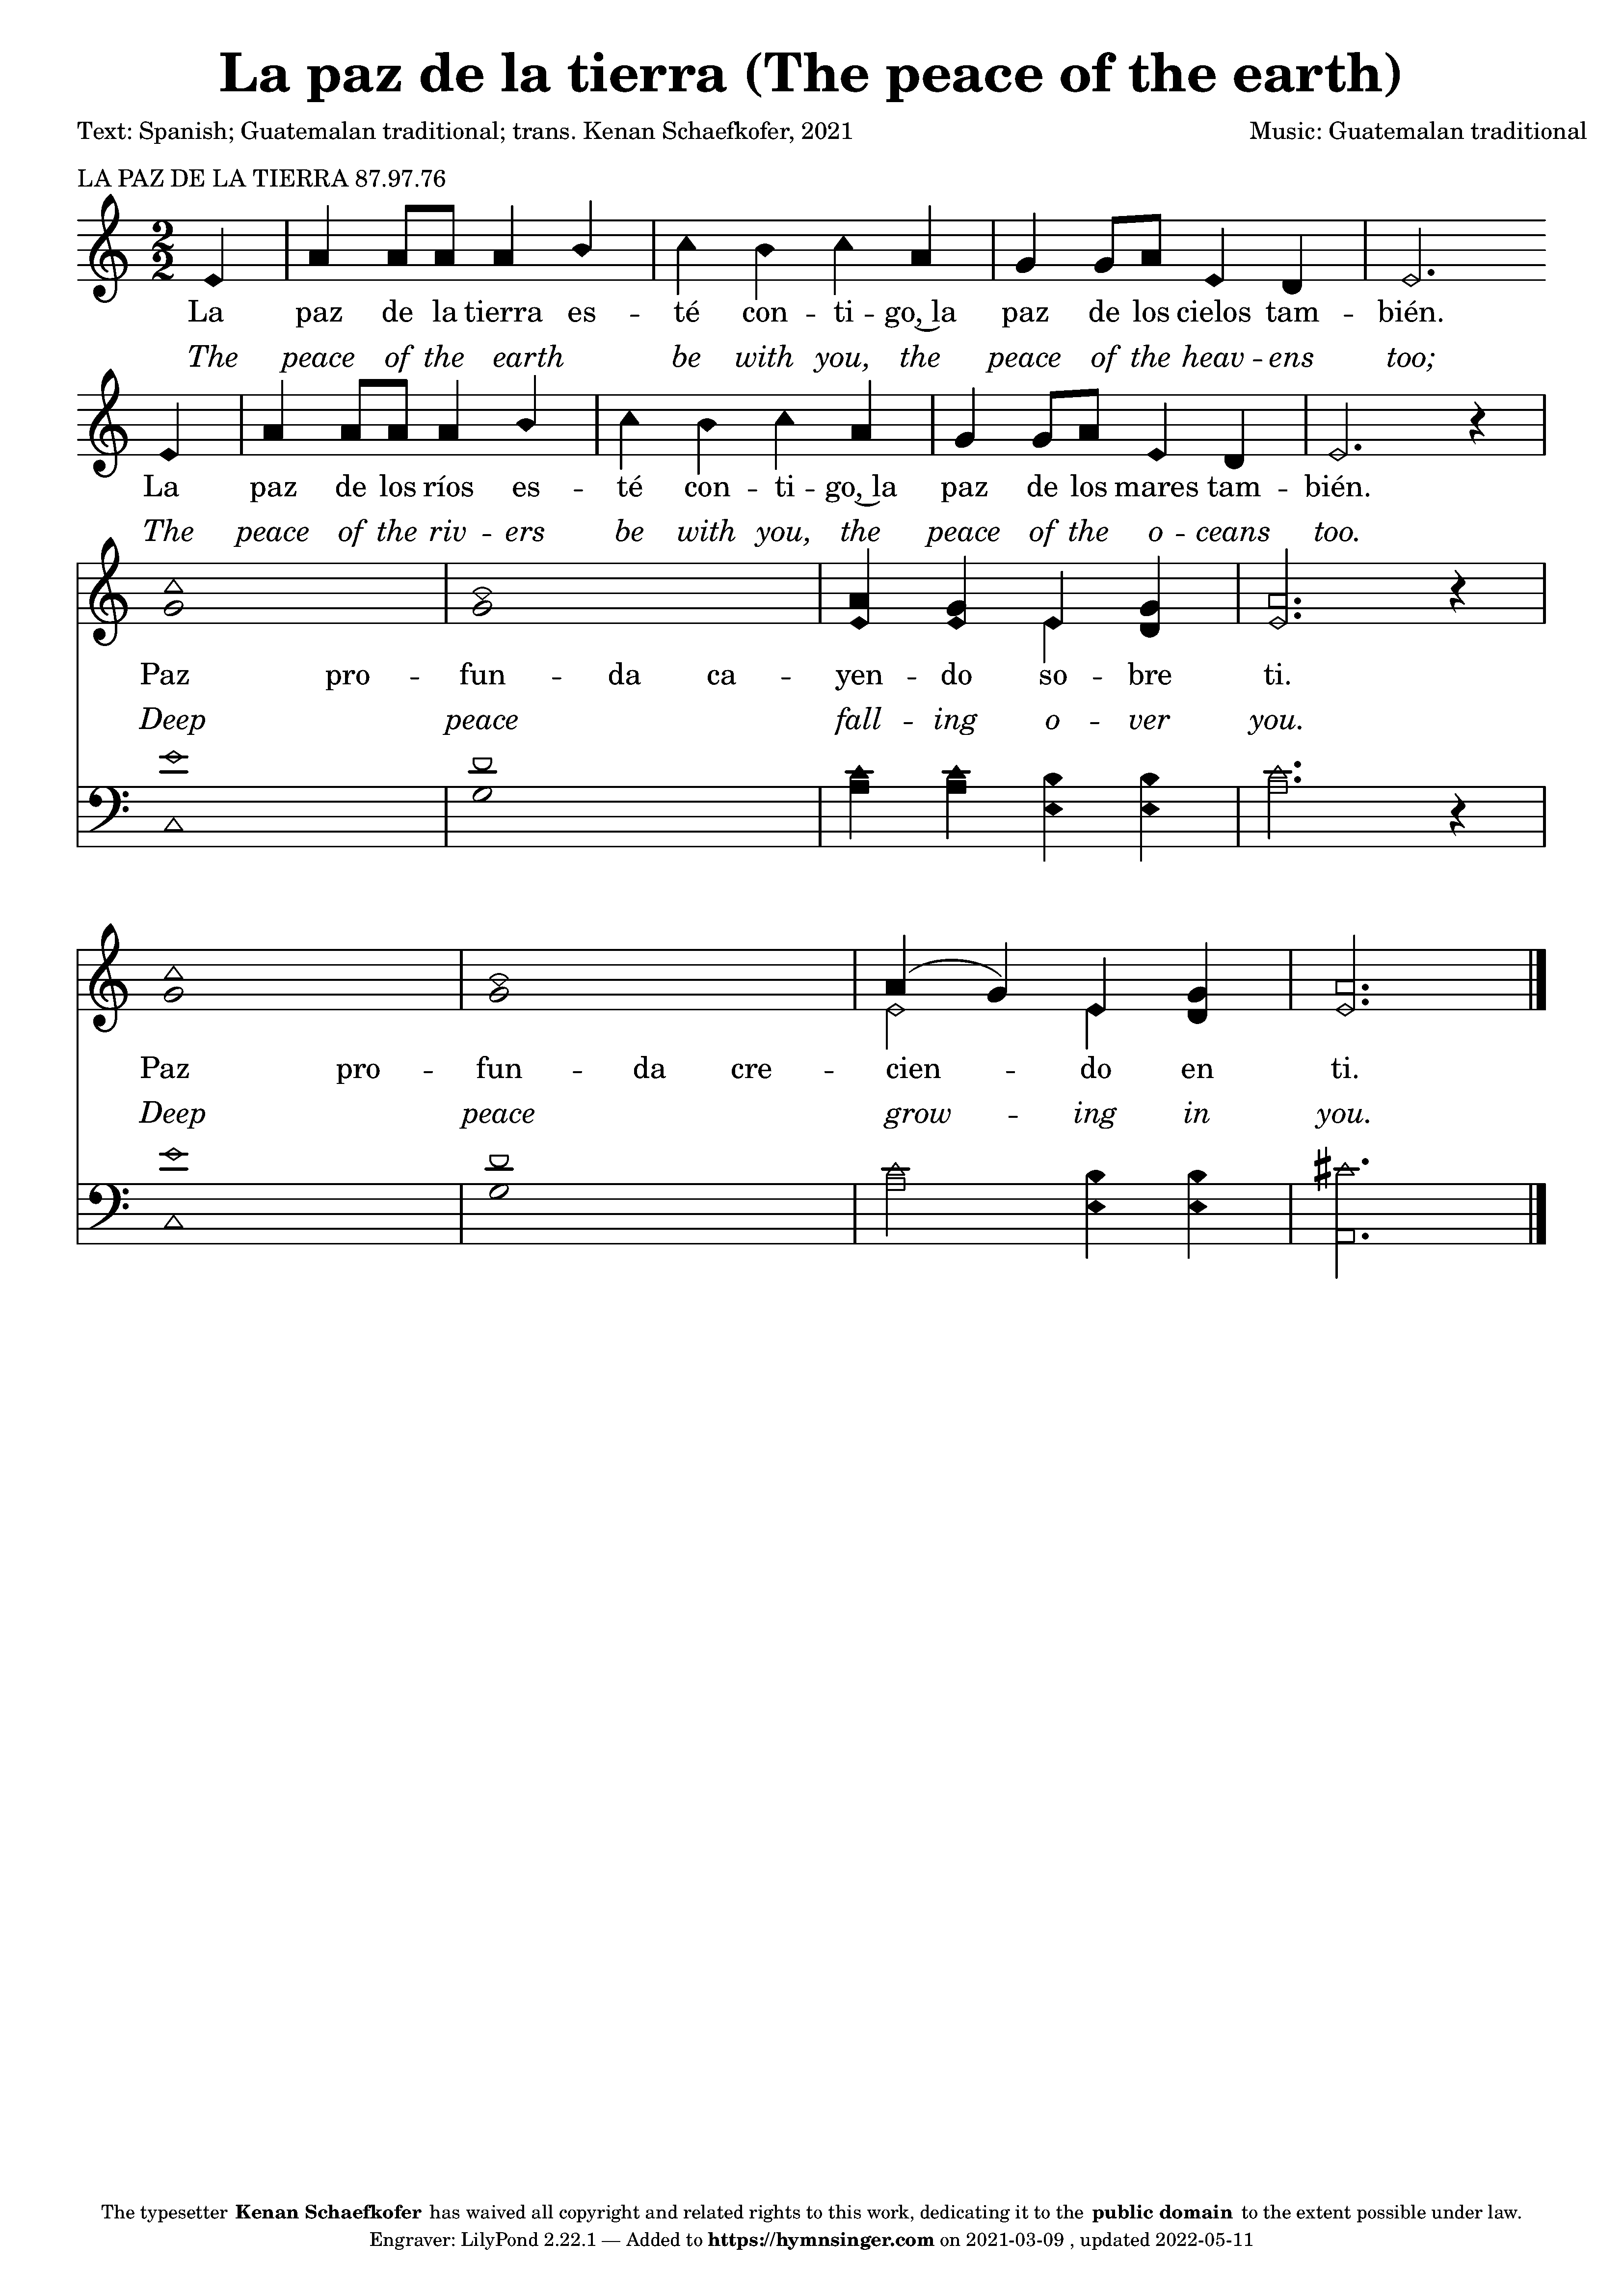 La paz de la tierra (The peace of the earth)
Text: Spanish; Guatemalan traditional; trans. Kenan Schaefkofer, 2021 Music: Guatemalan traditional
LA PAZ DE LA TIERRA 87.97.76
La paz de la tierra es -- té con -- ti -- go, la paz de los cielos tam -- bién.
The peace of the earth be with you, the peace of the heav -- ens too;
La paz de los ríos es -- té con -- ti -- go, la paz de los mares tam -- bién.
The peace of the riv -- ers be with you, the peace of the o -- ceans too.
Paz pro -- fun -- da ca -- yen -- do so -- bre ti.
Deep peace fall -- ing o -- ver you.
Paz pro -- fun -- da cre -- cien -- do en ti.
Deep peace grow -- ing in you.
The typesetter Kenan Schaefkofer has waived all copyright and related rights to this work, dedicating it to the public domain to the extent possible under law.
Engraver: LilyPond 2.22.1 — Added to https://hymnsinger.com on 2021-03-09 , updated 2022-05-11